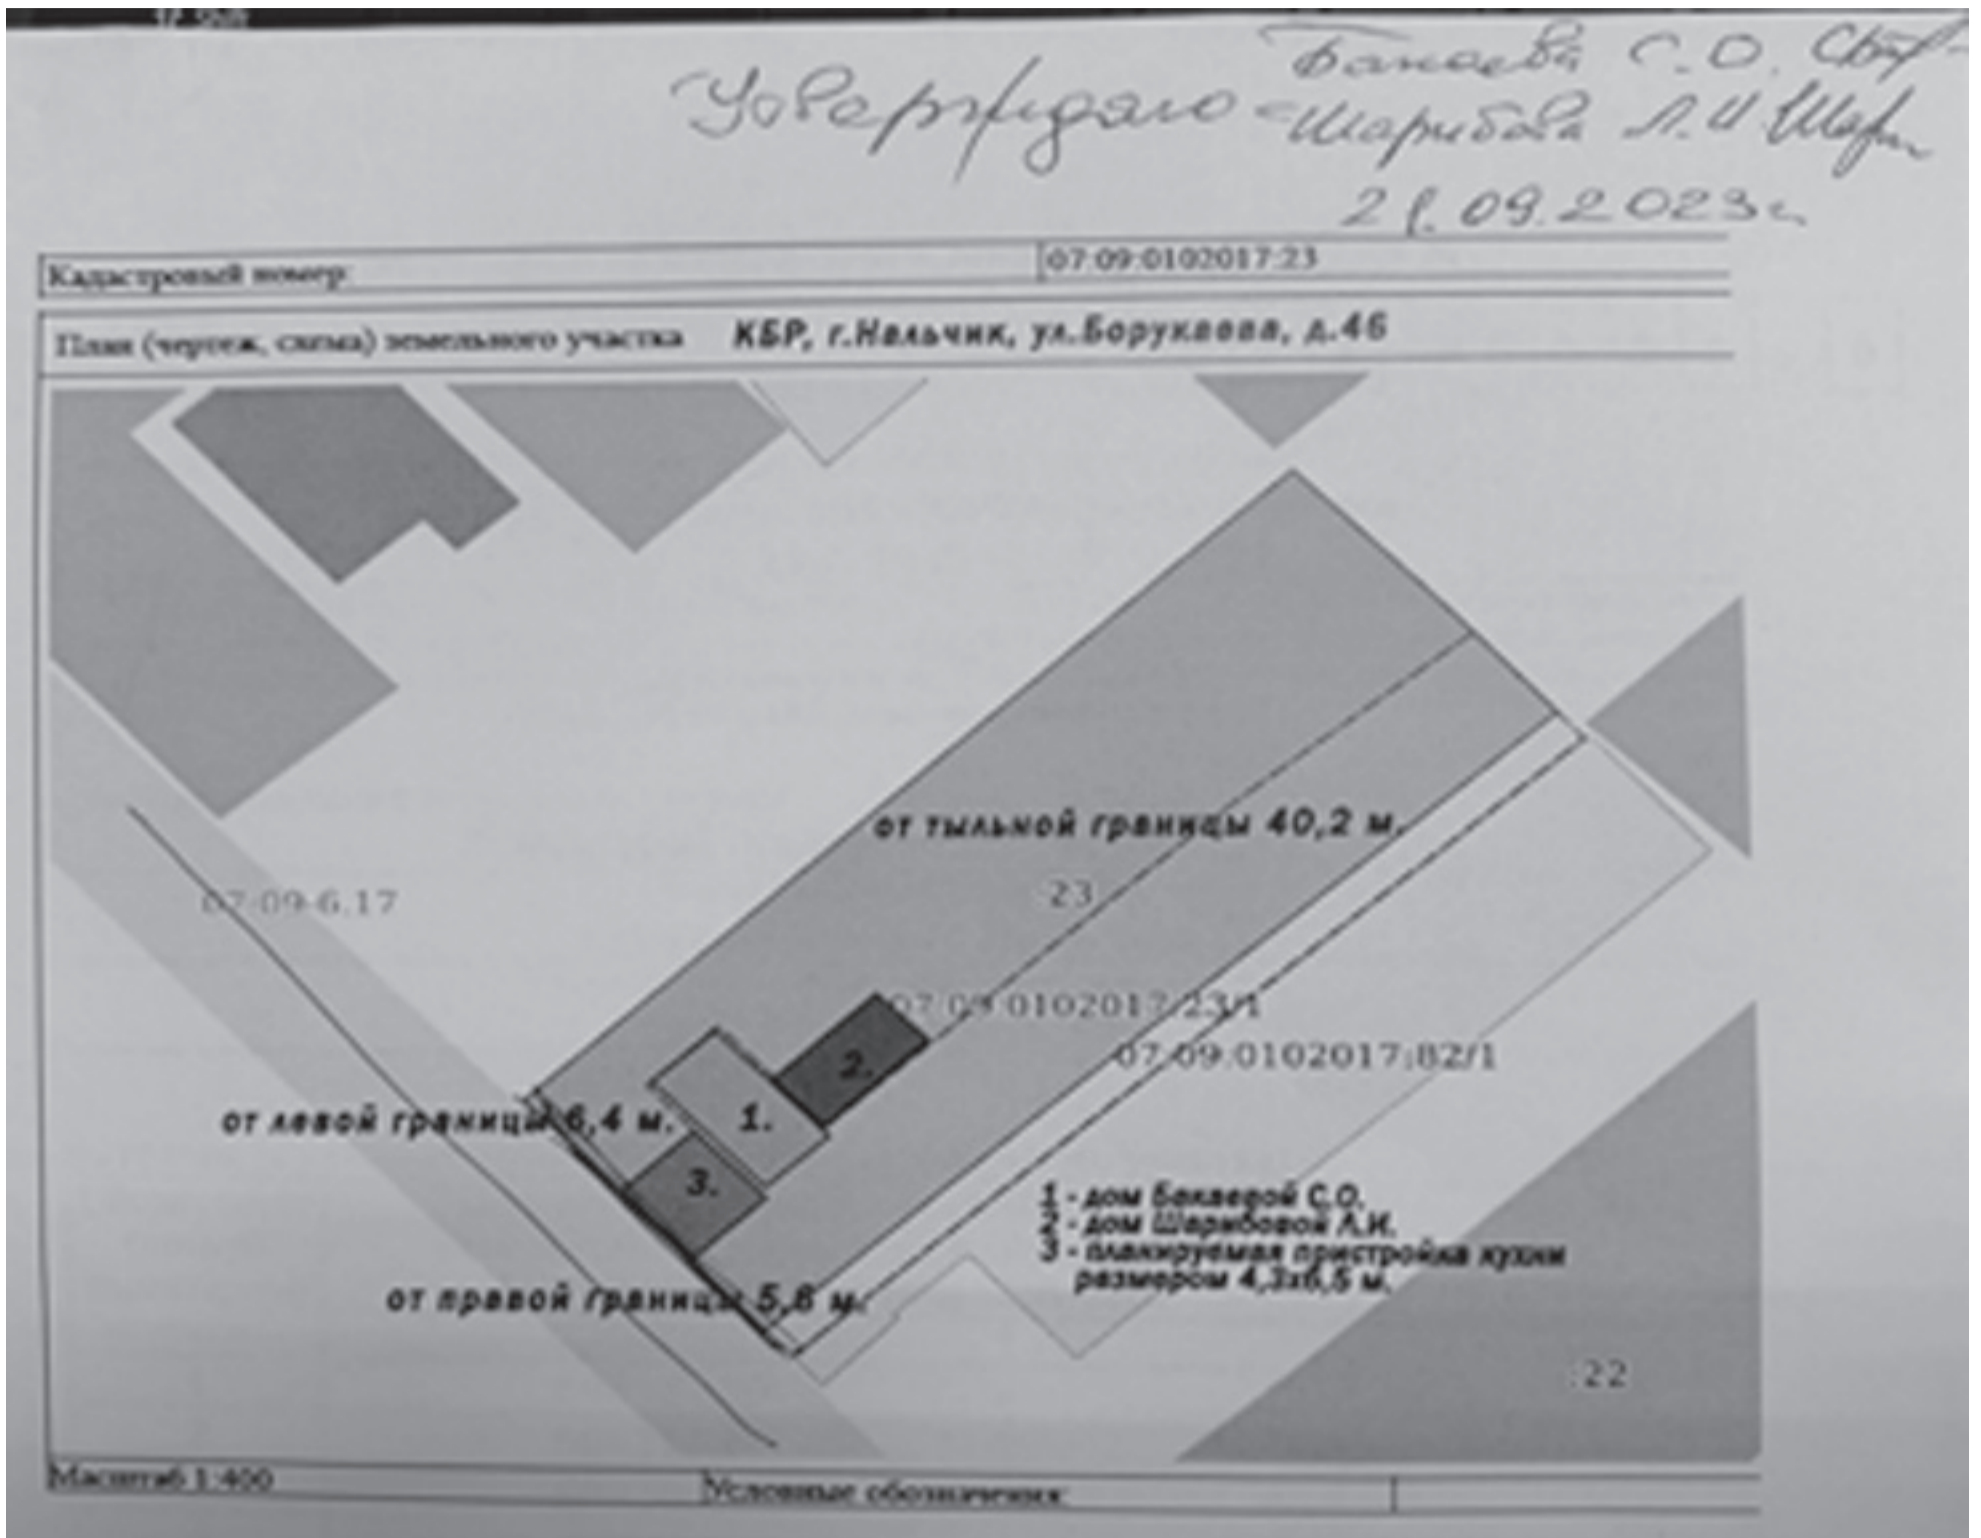 Утверждаю
С.О.
Шарибова Л.И.
21.09.2023г.
Кадастровый номер:
07:09:0102017:23
План (чертеж, схема) земельного участка КБР, г.Нальчик, ул.Борукаева, д.46
от тыльной границы 40,2 м.
07:09-6.17
:23
07:09:0102017:23/1
07:09:0102017:82/1
от левой границы 6,4 м.
2.
1.
3.
1 - дом Бакаевой С.О.
2 - дом Шарибовой Л.И.
3 - планируемая пристройка кухни
размером 4,3х6,5 м.
от правой границы 5,8 м.
:22
Масштаб 1:400
Условные обозначения: